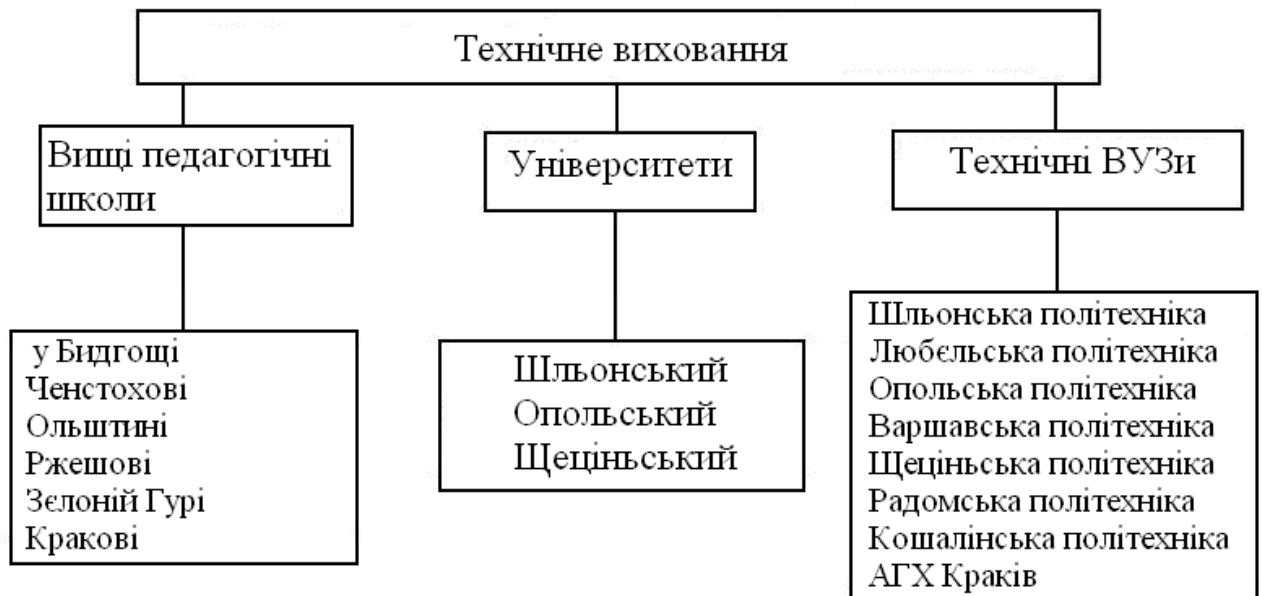 Технічне виховання
Вищі педагогічні
школи
Університети
Технічні ВУЗи
у Бидгощі
Ченстохові
Ольштині
Ржешові
Зєлоній Гурі
Кракові
Шльонський
Опольський
Щеціньський
Шльонська політехніка
Любєльська політехніка
Опольська політехніка
Варшавська політехніка
Щеціньська політехніка
Радомська політехніка
Кошалінська політехніка
АГХ Краків